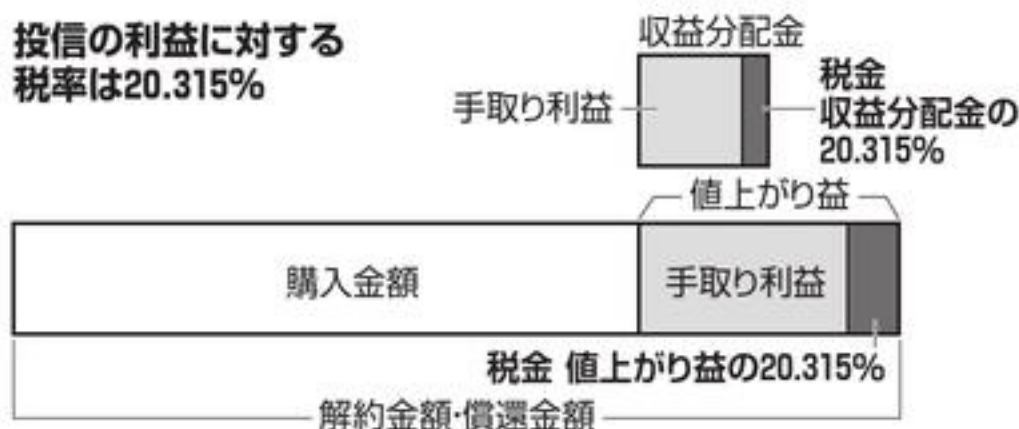 投信の利益に対する
税率は20.315%
収益分配金
手取り利益
税金
収益分配金の
20.315%
値上がり益
購入金額
手取り利益
税金 値上がり益の20.315%
解約金額・償還金額